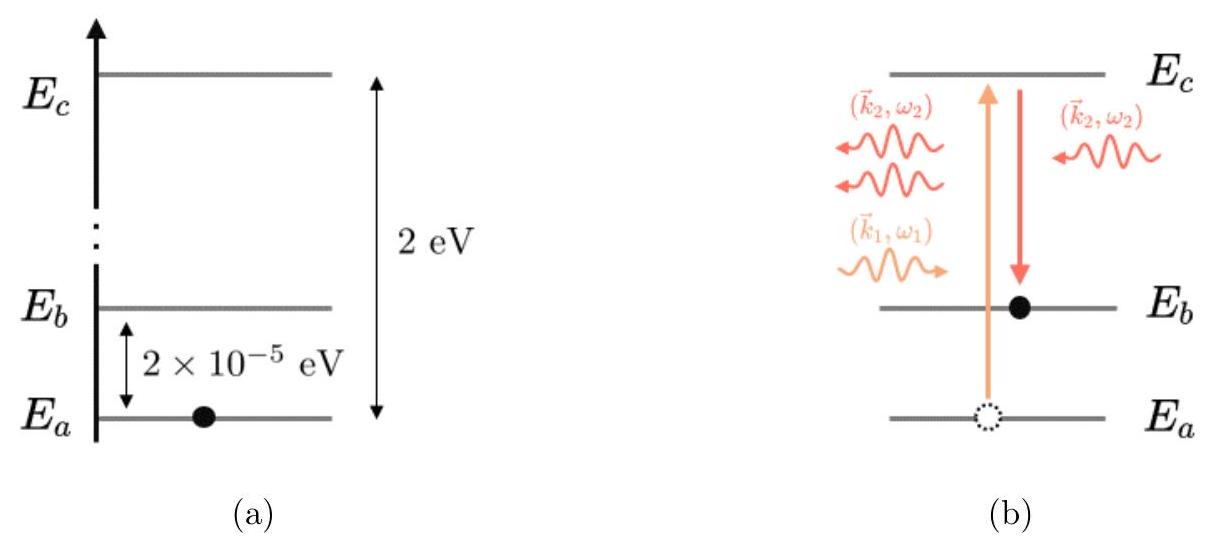 E_c
2 eV
E_b
2 × 10^{-5} eV
E_a
(a)
E_c
(\vec{k}_2, ω_2)
(\vec{k}_2, ω_2)
(\vec{k}_1, ω_1)
E_b
E_a
(b)